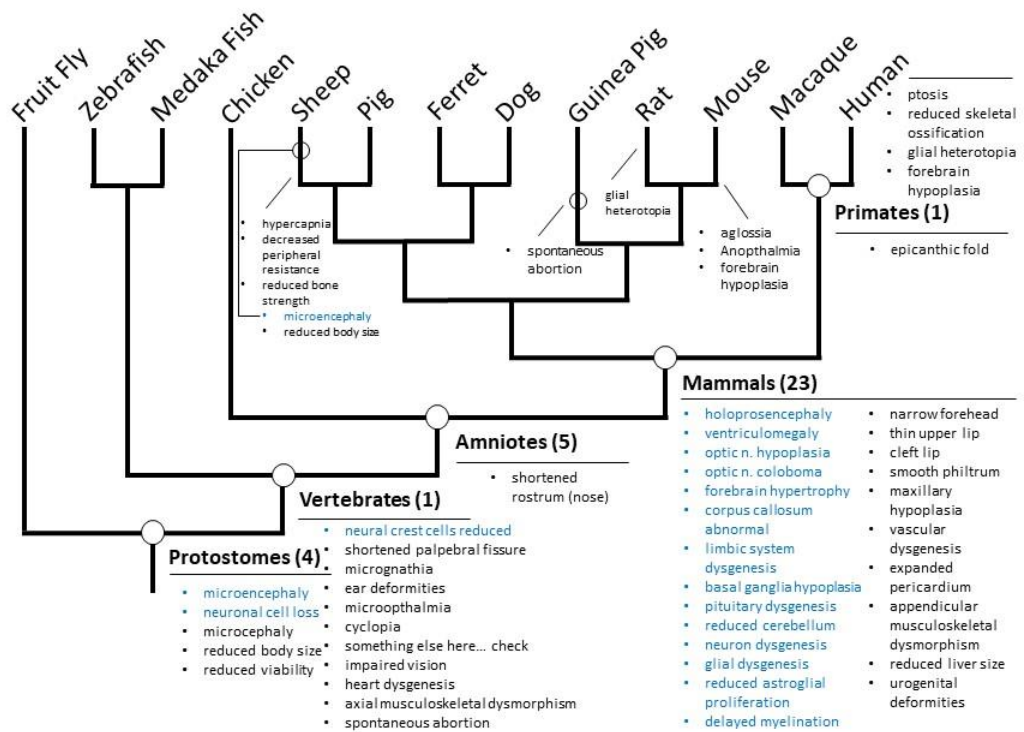 Fruit Fly
Zebrafish
Medaka Fish
Chicken
Sheep
Pig
Ferret
Dog
Guinea Pig
Rat
Mouse
Macaque
Human
• ptosis
• reduced skeletal
ossification
• glial heterotopia
• forebrain
hypoplasia
Primates (1)
• epicanthic fold
• hypercapnia
• decreased
peripheral
resistance
• reduced bone
strength
• microencephaly
• reduced body size
• spontaneous
abortion
glial
heterotopia
• aglossia
• Anopthalmia
• forebrain
hypoplasia
Mammals (23)
• holoprosencephaly
• ventriculomegaly
• optic n. hypoplasia
• optic n. coloboma
• forebrain hypertrophy
• corpus callosum
abnormal
• limbic system
dysgenesis
• basal ganglia hypoplasia
• pituitary dysgenesis
• reduced cerebellum
• neuron dysgenesis
• glial dysgenesis
• reduced astroglial
proliferation
• delayed myelination
• narrow forehead
• thin upper lip
• cleft lip
• smooth philtrum
• maxillary
hypoplasia
• vascular
dysgenesis
• expanded
pericardium
• appendicular
musculoskeletal
dysmorphism
• reduced liver size
• urogenital
deformities
Amniotes (5)
• shortened
rostrum (nose)
Vertebrates (1)
• neural crest cells reduced
• shortened palpebral fissure
• micrognathia
• ear deformities
• microopthalmia
• cyclopia
• something else here... check
• impaired vision
• heart dysgenesis
• axial musculoskeletal dysmorphism
• spontaneous abortion
Protostomes (4)
• microencephaly
• neuronal cell loss
• microcephaly
• reduced body size
• reduced viability